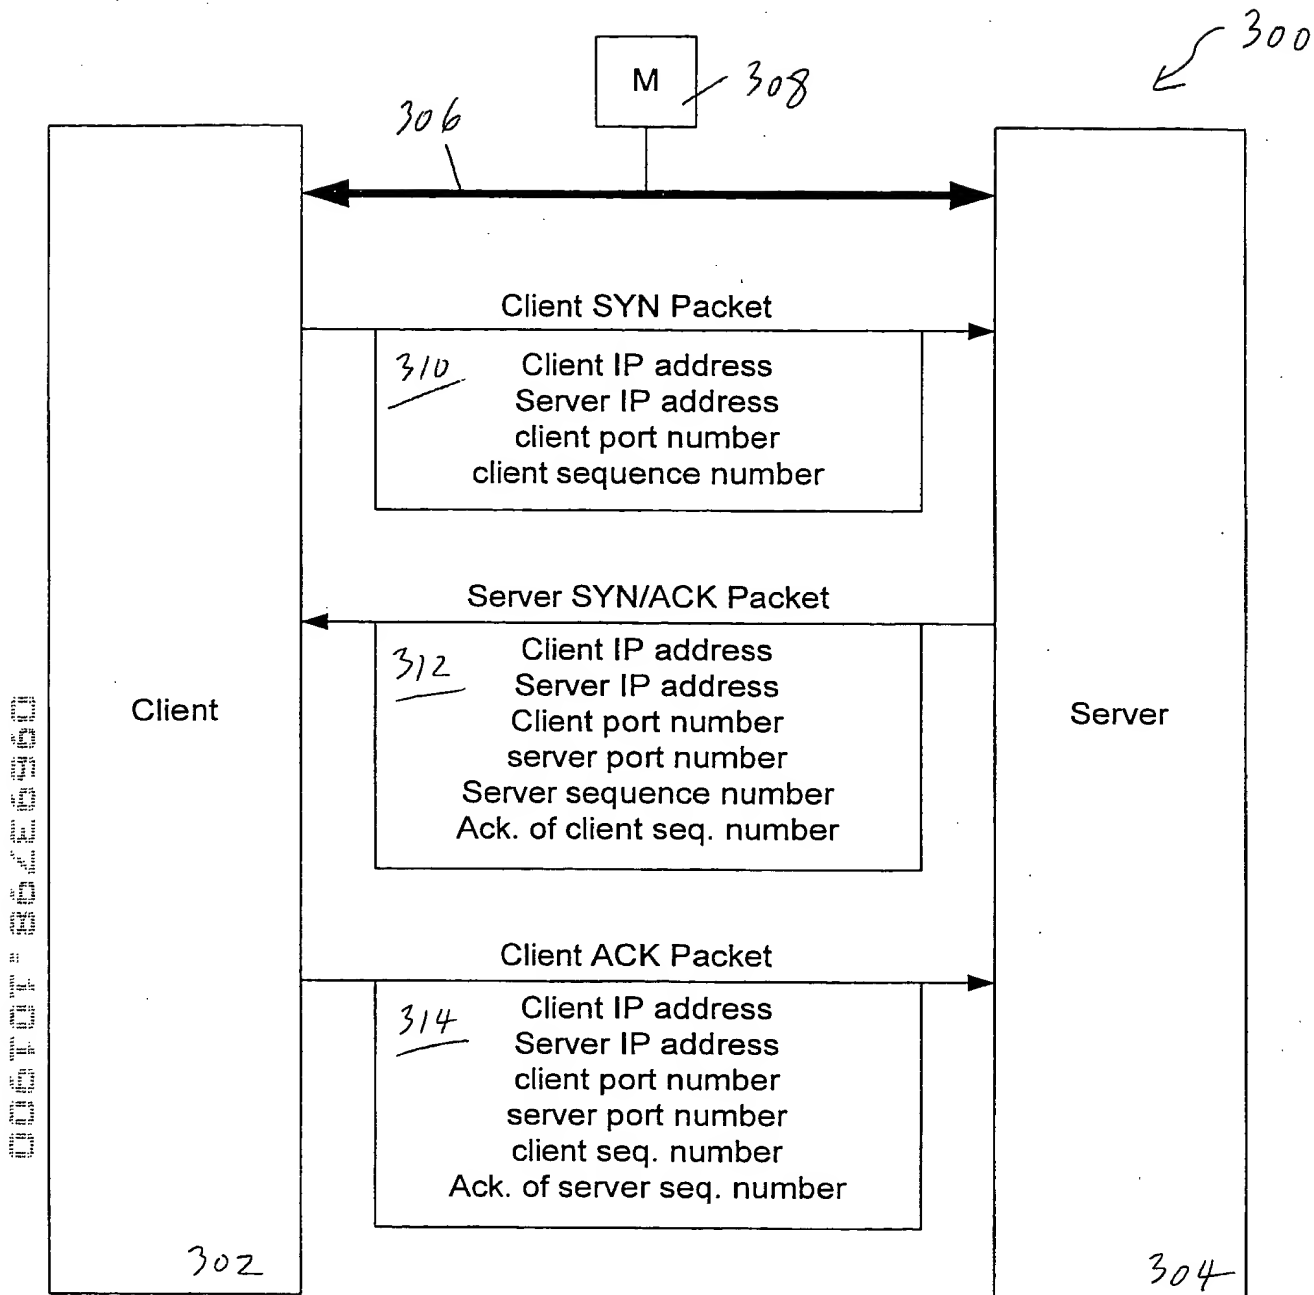 300
M
308
306
Client SYN Packet
310
Client IP address
Server IP address
client port number
client sequence number
Server SYN/ACK Packet
312
Client IP address
Server IP address
Client port number
server port number
Server sequence number
Ack. of client seq. number
Client
Server
Client ACK Packet
314
Client IP address
Server IP address
client port number
server port number
client seq. number
Ack. of server seq. number
302
304